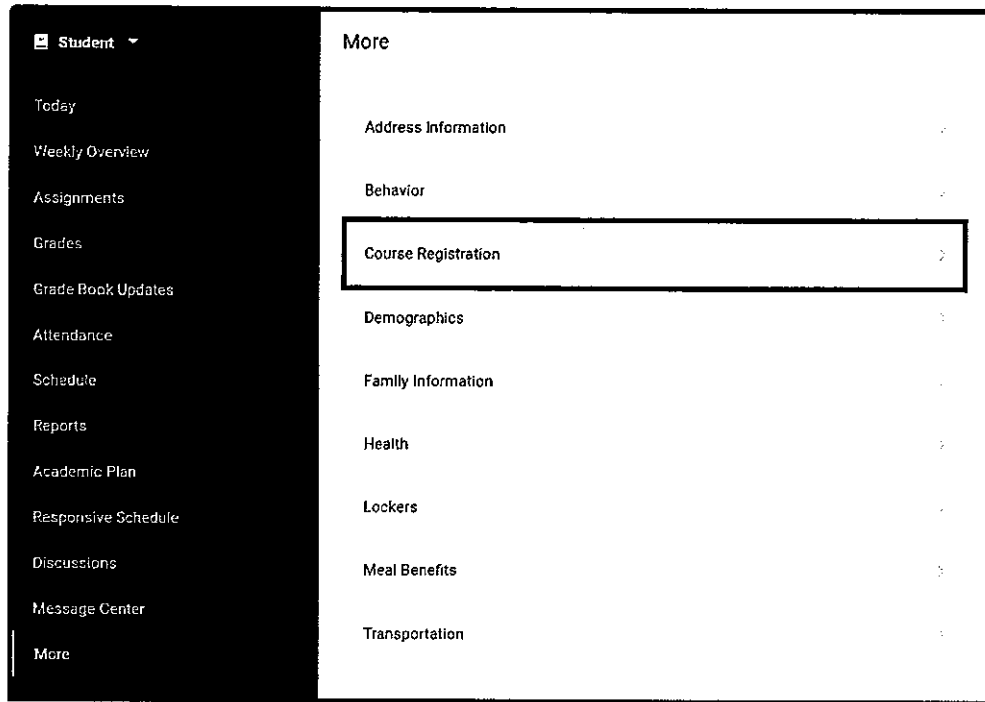 Student
Today
Weekly Overview
Assignments
Grades
Grade Book Updates
Attendance
Schedule
Reports
Academic Plan
Responsive Schedule
Discussions
Message Center
More
More
Address Information
Behavior
Course Registration
Demographics
Family Information
Health
Lockers
Meal Benefits
Transportation